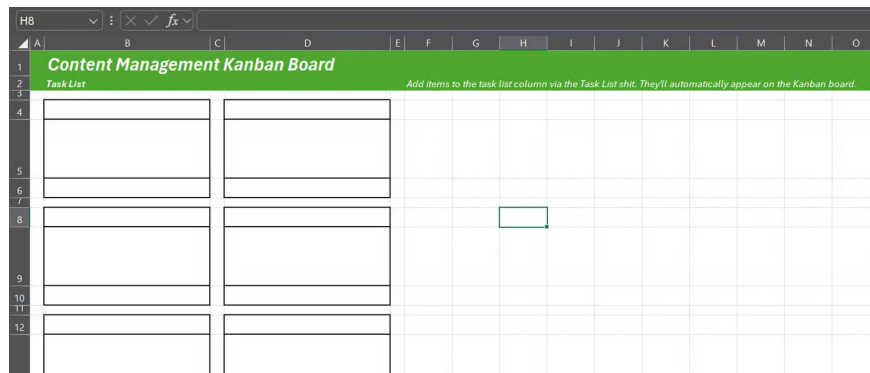 H8 fx
A B C D E F G H I J K L M N O
1 Content Management Kanban Board
2 Task List Add items to the task list column via the Task List shit. They'll automatically appear on the Kanban board.
3
4
5
6
7
8
9
10
11
12